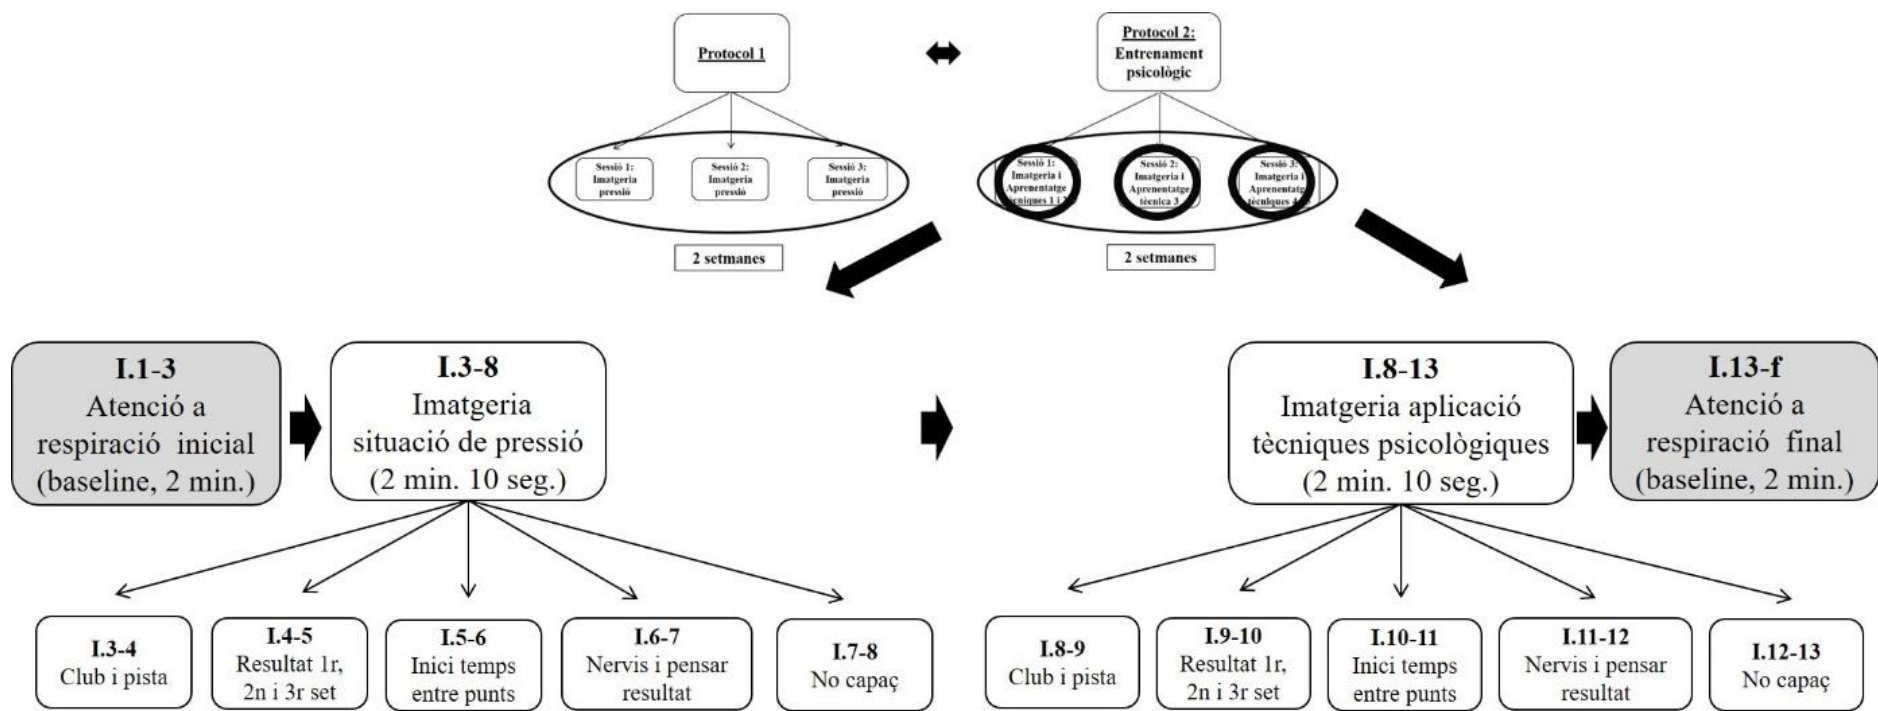 Protocol 1
Protocol 2:
Entrenament
psicològic
Sessió 1:
Imatgeria
pressió
Sessió 2:
Imatgeria
pressió
Sessió 3:
Imatgeria
pressió
Sessió 1:
Imatgeria i
Aprenentatge
tècniques 1 i
Sessió 2:
Imatgeria i
Aprenentatge
tècnica 3
Sessió 3:
Imatgeria i
Aprenentatge
tècniques 4
2 setmanes
2 setmanes
I.1-3
Atenció a
respiració inicial
(baseline, 2 min.)
I.3-8
Imatgeria
situació de pressió
(2 min. 10 seg.)
I.8-13
Imatgeria aplicació
tècniques psicològiques
(2 min. 10 seg.)
I.13-f
Atenció a
respiració final
(baseline, 2 min.)
I.3-4
Club i pista
I.4-5
Resultat 1r,
2n i 3r set
I.5-6
Inici temps
entre punts
I.6-7
Nervis i pensar
resultat
I.7-8
No capaç
I.8-9
Club i pista
I.9-10
Resultat 1r,
2n i 3r set
I.10-11
Inici temps
entre punts
I.11-12
Nervis i pensar
resultat
I.12-13
No capaç